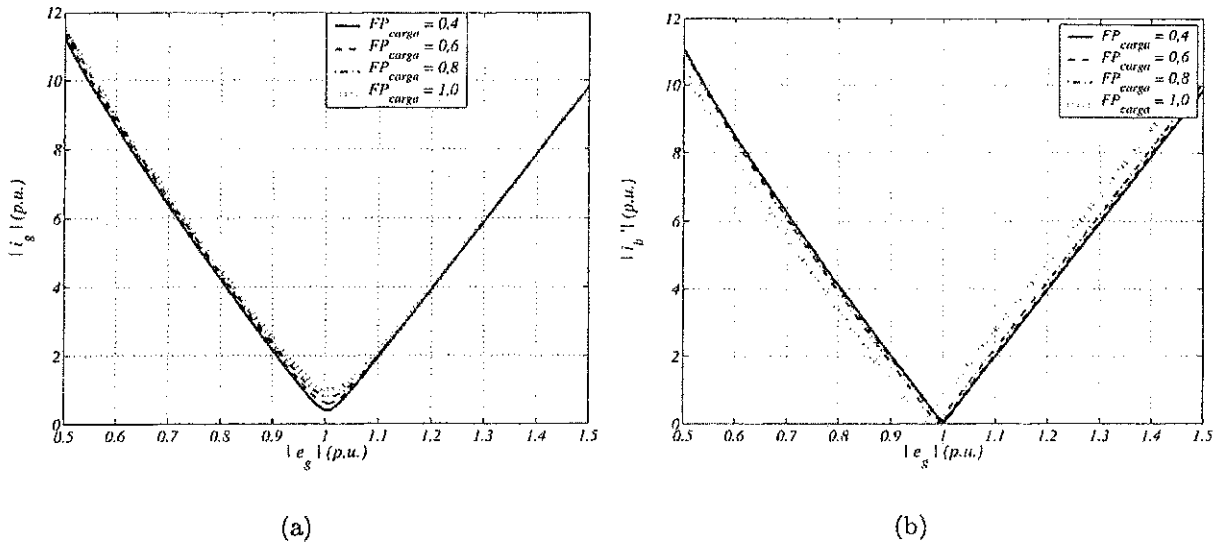 12
10
8
6
4
2
0
| i_g | (p.u.)
FP_carga = 0,4
FP_carga = 0,6
FP_carga = 0,8
FP_carga = 1,0
0.5 0.6 0.7 0.8 0.9 1 1.1 1.2 1.3 1.4 1.5
| e_g | (p.u.)
(a)
12
10
8
6
4
2
0
| i_b'' | (p.u.)
FP_carga = 0,4
FP_carga = 0,6
FP_carga = 0,8
FP_carga = 1,0
0.5 0.6 0.7 0.8 0.9 1 1.1 1.2 1.3 1.4 1.5
| e_g | (p.u.)
(b)